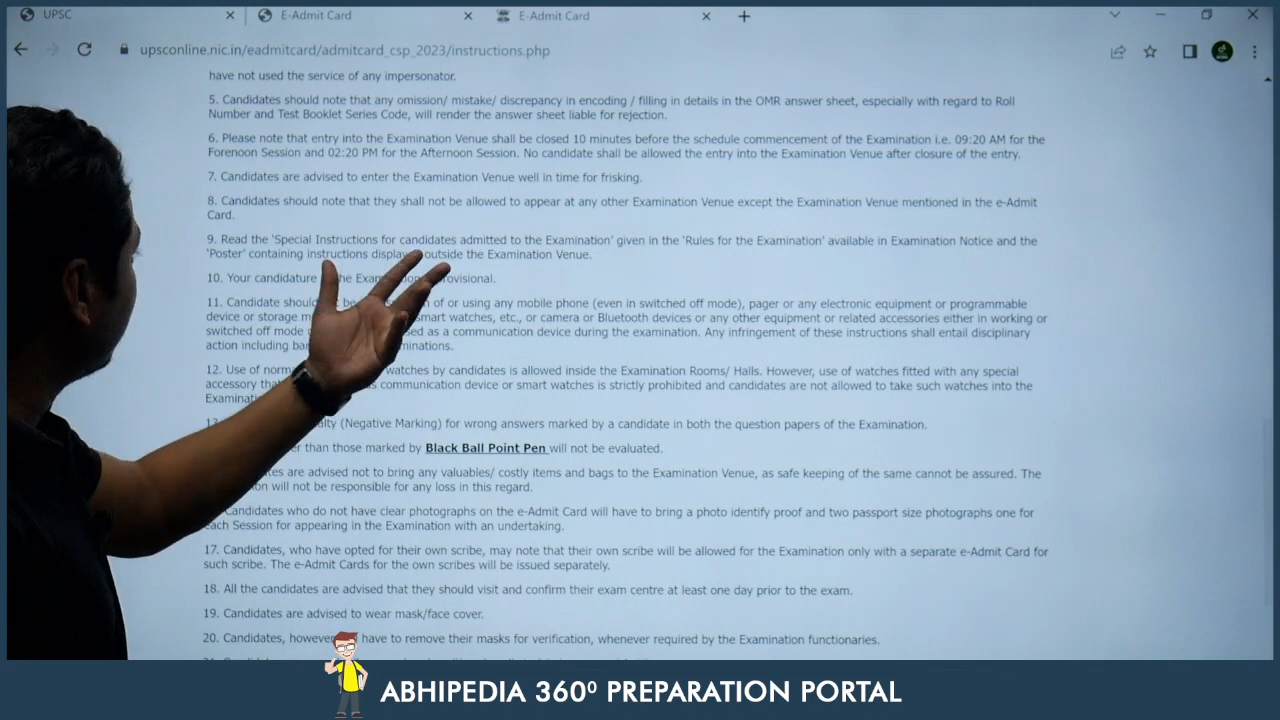 UPSC
E-Admit Card
E-Admit Card
upsconline.nic.in/eadmitcard/admitcard_csp_2023/instructions.php
have not used the service of any impersonator.
5. Candidates should note that any omission/ mistake/ discrepancy in encoding / filling in details in the OMR answer sheet, especially with regard to Roll
Number and Test Booklet Series Code, will render the answer sheet liable for rejection.
6. Please note that entry into the Examination Venue shall be closed 10 minutes before the schedule commencement of the Examination i.e. 09:20 AM for the
Forenoon Session and 02:20 PM for the Afternoon Session. No candidate shall be allowed the entry into the Examination Venue after closure of the entry.
7. Candidates are advised to enter the Examination Venue well in time for frisking.
8. Candidates should note that they shall not be allowed to appear at any other Examination Venue except the Examination Venue mentioned in the e-Admit
Card.
9. Read the 'Special Instructions for candidates admitted to the Examination' given in the 'Rules for the Examination' available in Examination Notice and the
'Poster' containing instructions outside the Examination Venue.
10. Your candidature provisional.
11. Candidate should of or using any mobile phone (even in switched off mode), pager or any electronic equipment or programmable
device or storage smart watches, etc., or camera or Bluetooth devices or any other equipment or related accessories either in working or
switched off mode as a communication device during the examination. Any infringement of these instructions shall entail disciplinary
action including
12. Use of watches by candidates is allowed inside the Examination Rooms/ Halls. However, use of watches fitted with any special
accessory communication device or smart watches is strictly prohibited and candidates are not allowed to take such watches into the
(Negative Marking) for wrong answers marked by a candidate in both the question papers of the Examination.
than those marked by Black Ball Point Pen will not be evaluated.
are advised not to bring any valuables/ costly items and bags to the Examination Venue, as safe keeping of the same cannot be assured. The
will not be responsible for any loss in this regard.
Candidates who do not have clear photographs on the e-Admit Card will have to bring a photo identify proof and two passport size photographs one for
each Session for appearing in the Examination with an undertaking.
17. Candidates, who have opted for their own scribe, may note that their own scribe will be allowed for the Examination only with a separate e-Admit Card for
such scribe. The e-Admit Cards for the own scribes will be issued separately.
18. All the candidates are advised that they should visit and confirm their exam centre at least one day prior to the exam.
19. Candidates are advised to wear mask/face cover.
20. Candidates, however have to remove their masks for verification, whenever required by the Examination functionaries.
ABHIPEDIA 360⁰ PREPARATION PORTAL